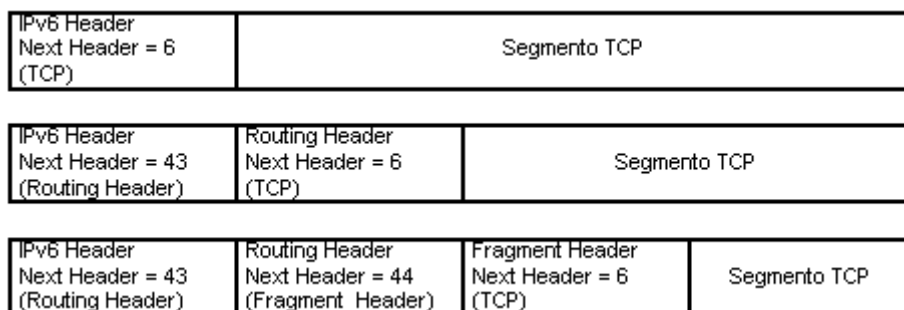 IPv6 Header
Next Header = 6
(TCP)
Segmento TCP
IPv6 Header
Next Header = 43
(Routing Header)
Routing Header
Next Header = 6
(TCP)
Segmento TCP
IPv6 Header
Next Header = 43
(Routing Header)
Routing Header
Next Header = 44
(Fragment Header)
Fragment Header
Next Header = 6
(TCP)
Segmento TCP